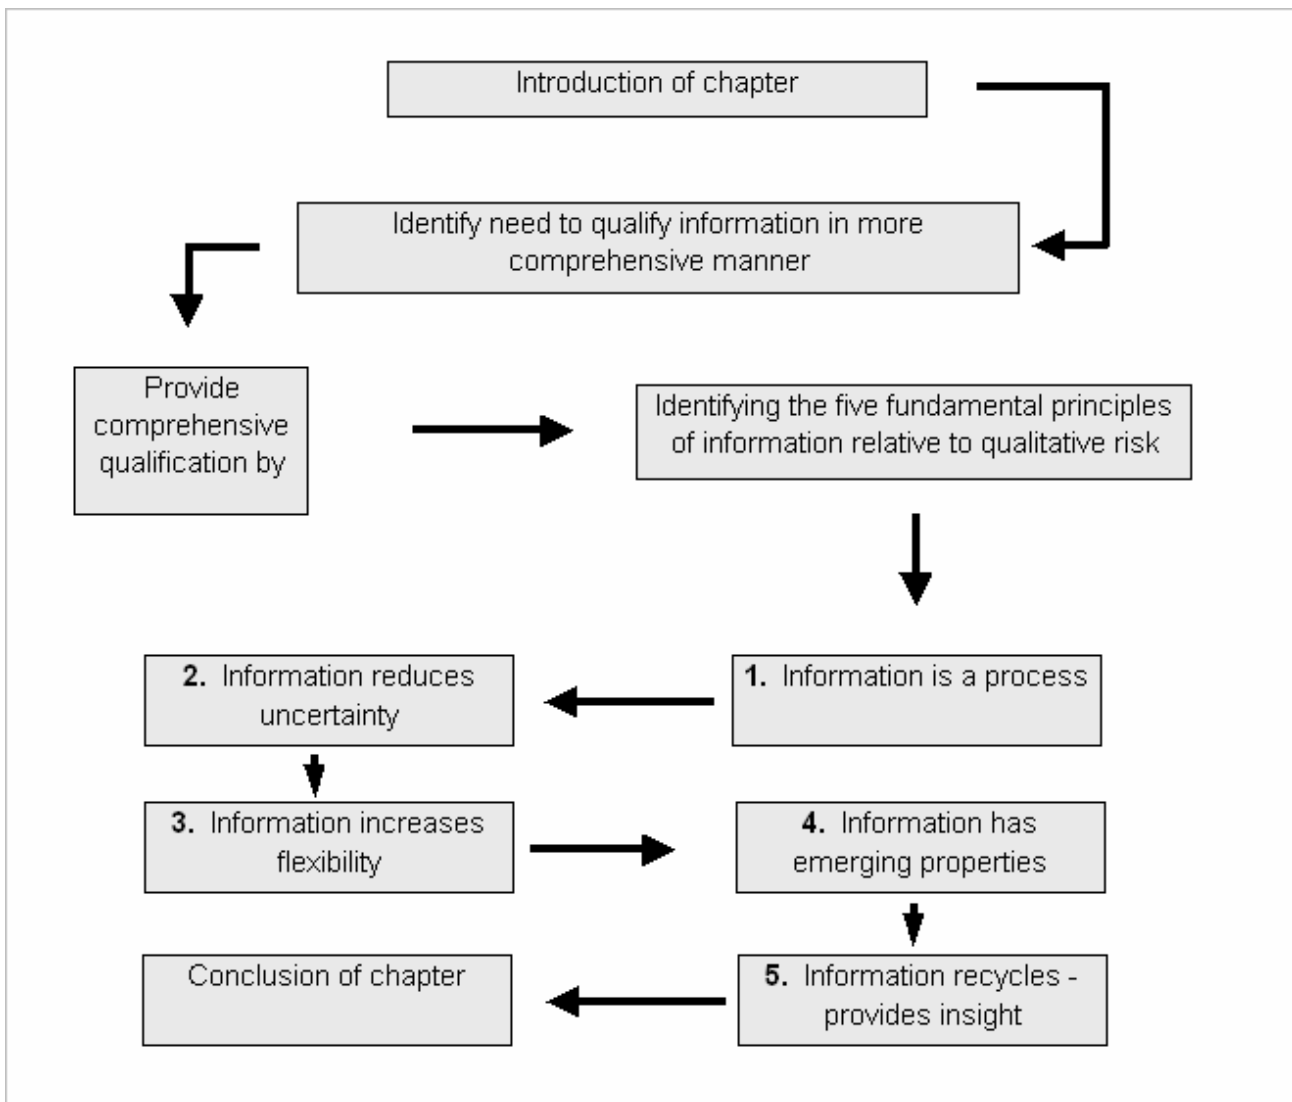 Introduction of chapter
Identify need to qualify information in more
comprehensive manner
Provide
comprehensive
qualification by
Identifying the five fundamental principles
of information relative to qualitative risk
1. Information is a process
2. Information reduces
uncertainty
3. Information increases
flexibility
4. Information has
emerging properties
5. Information recycles -
provides insight
Conclusion of chapter